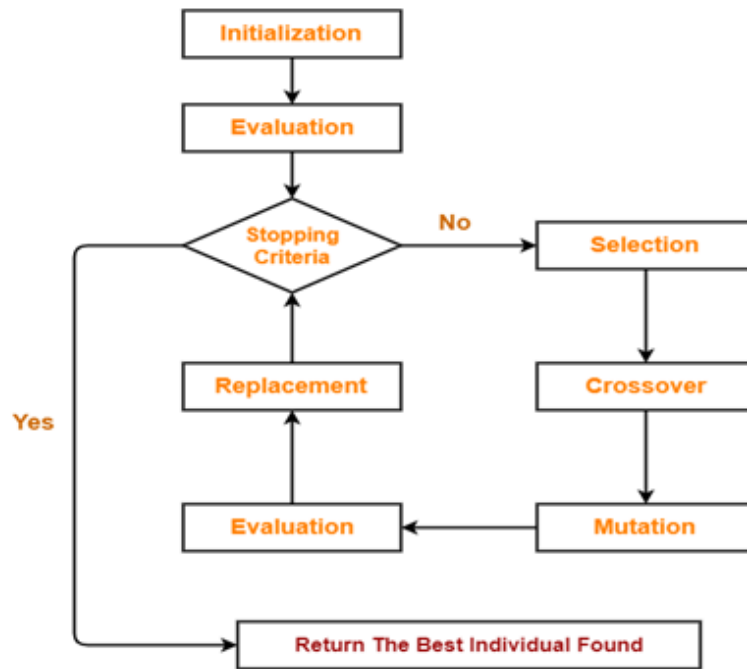 Initialization
Evaluation
Stopping
Criteria
No
Selection
Replacement
Crossover
Yes
Evaluation
Mutation
Return The Best Individual Found